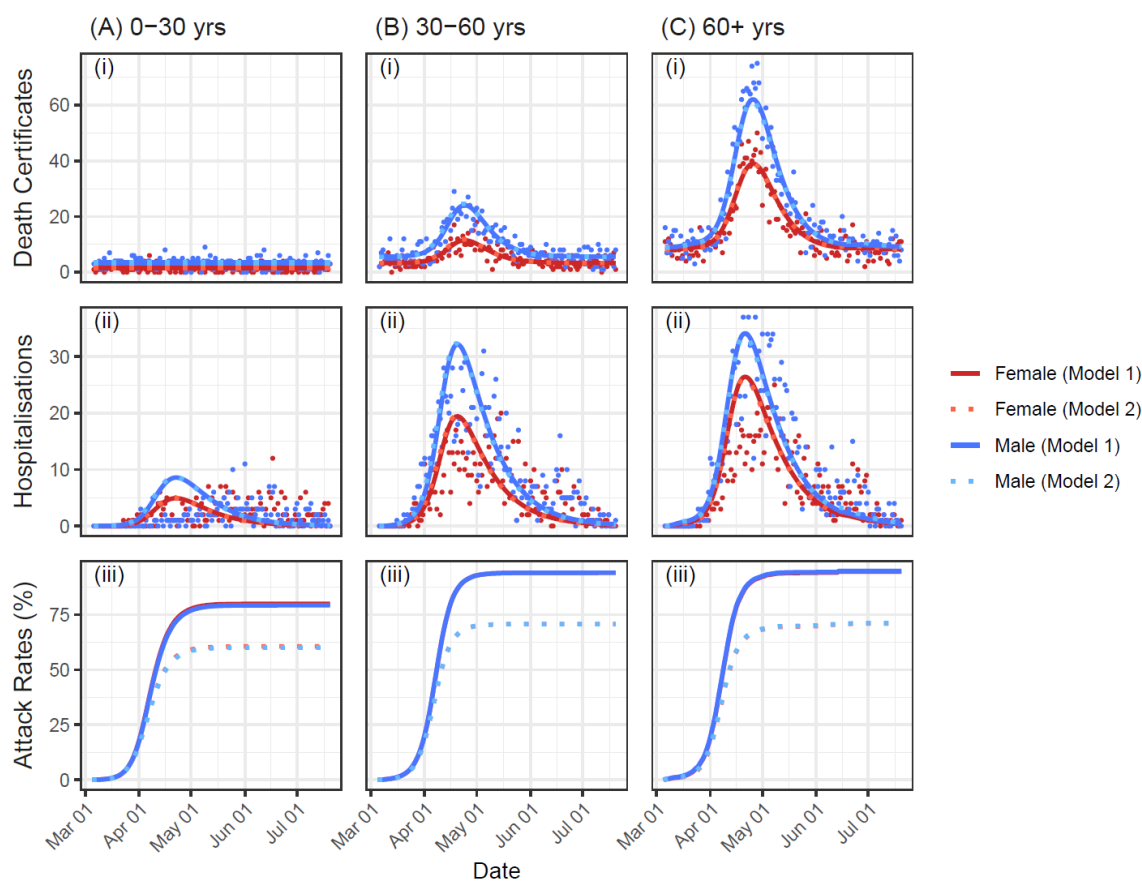 (A) 0−30 yrs
(B) 30−60 yrs
(C) 60+ yrs
Death Certificates
60
40
20
0
(i)
(i)
(i)
Hospitalisations
30
20
10
0
(ii)
(ii)
(ii)
Attack Rates (%)
75
50
25
0
(iii)
(iii)
(iii)
Mar 01
Apr 01
May 01
Jun 01
Jul 01
Mar 01
Apr 01
May 01
Jun 01
Jul 01
Mar 01
Apr 01
May 01
Jun 01
Jul 01
Date
Female (Model 1)
Female (Model 2)
Male (Model 1)
Male (Model 2)